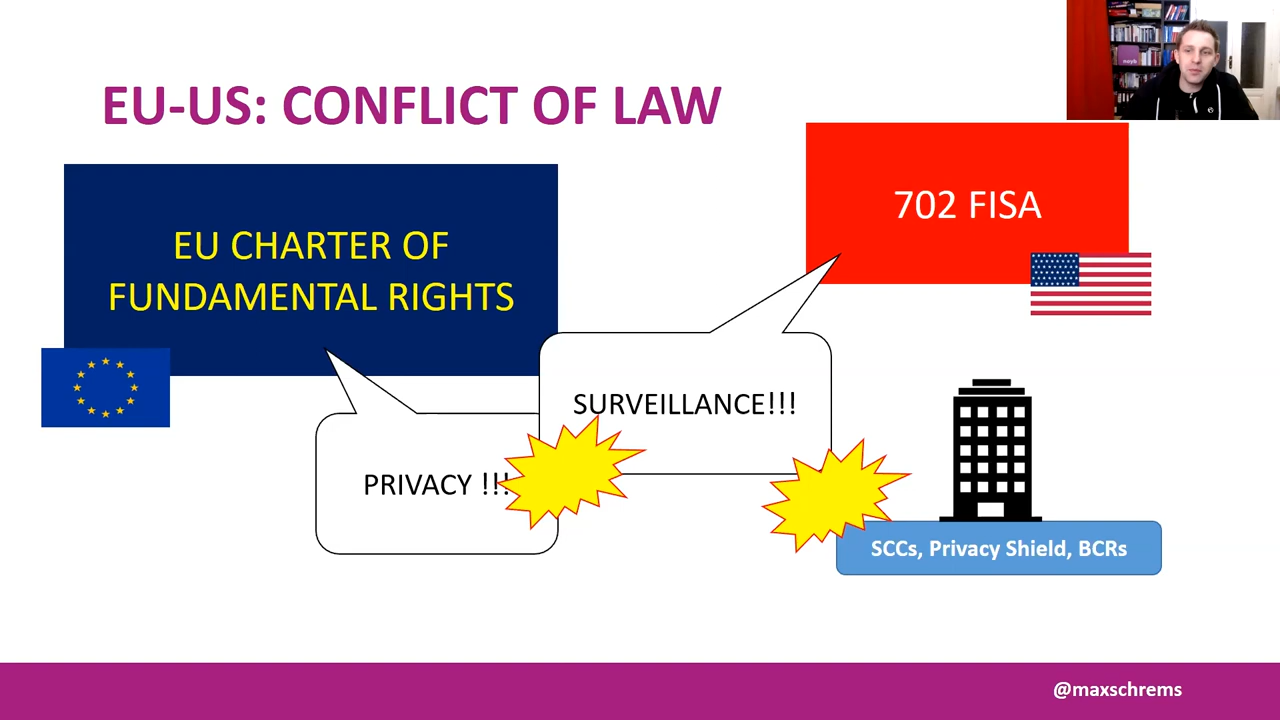 EU-US: CONFLICT OF LAW
702 FISA
EU CHARTER OF
FUNDAMENTAL RIGHTS
SURVEILLANCE!!!
PRIVACY !!!
SCCs, Privacy Shield, BCRs
@maxschrems
noyb